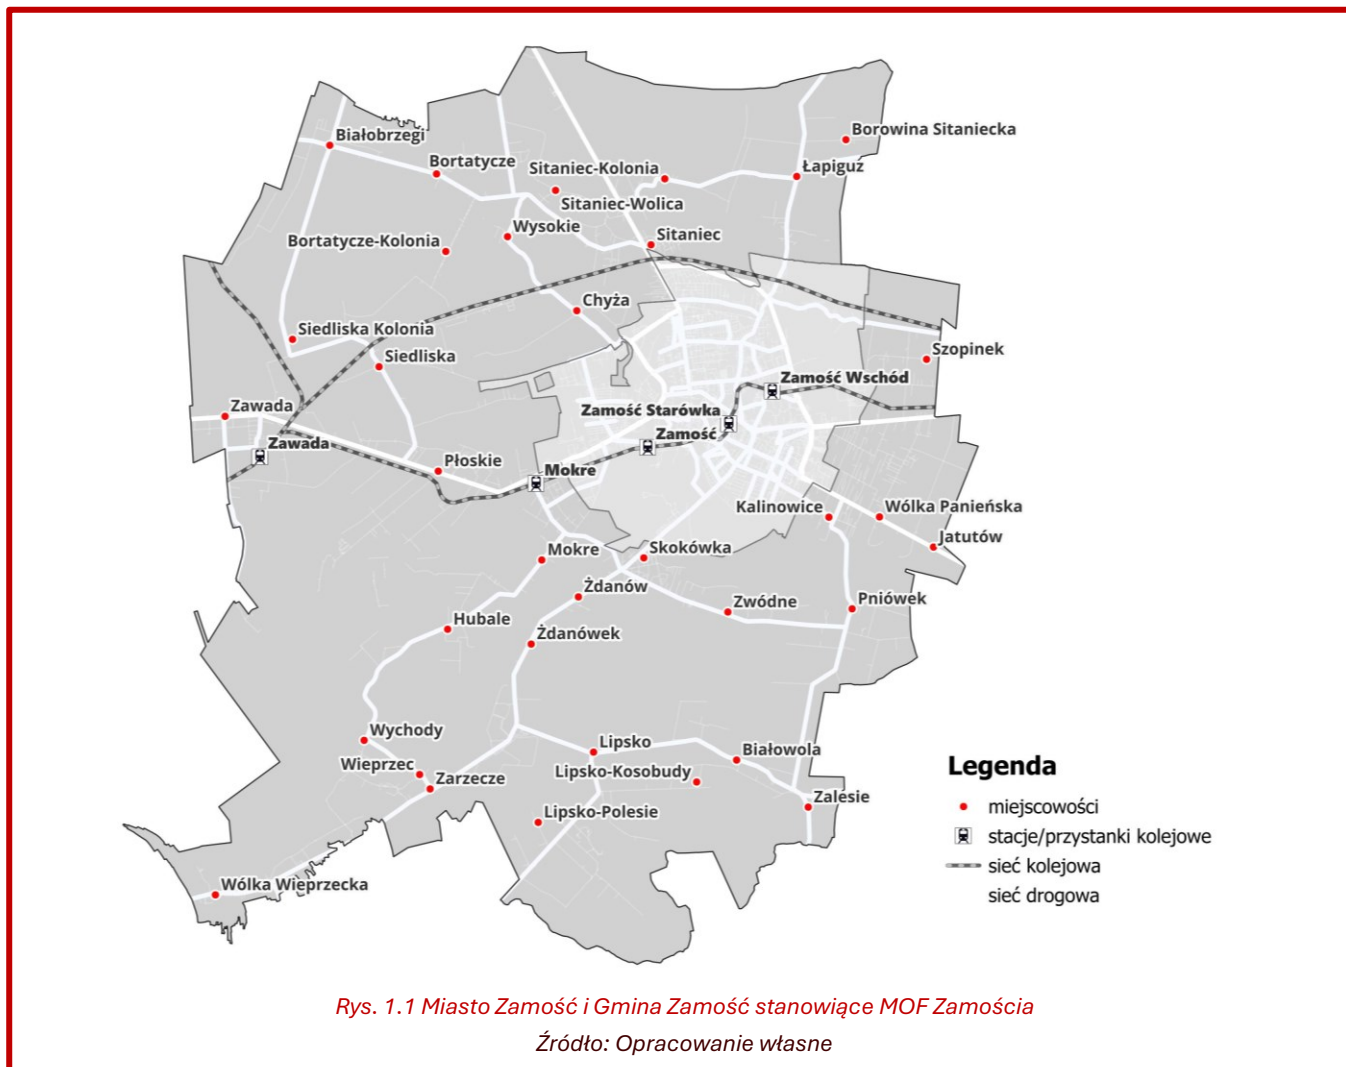 Borowina Sitaniecka
Białobrzegi
Bortatycze
Sitaniec-Kolonia
Łapiguz
Sitaniec-Wolica
Wysokie
Sitaniec
Bortatycze-Kolonia
Chyża
Siedliska Kolonia
Siedliska
Szopinek
Zamość Wschód
Zawada
Zamość Starówka
Zamość
Zawada
Płoskie
Mokre
Kalinowice
Wólka Panieńska
Jatutów
Mokre
Skokówka
Żdanów
Zwódne
Pniówek
Hubale
Żdanówek
Wychody
Lipsko
Białowola
Wieprzec
Zarzecze
Lipsko-Kosobudy
Zalesie
Lipsko-Polesie
Wólka Wieprzecka
Legenda
miejscowości
stacje/przystanki kolejowe
sieć kolejowa
sieć drogowa
Rys. 1.1 Miasto Zamość i Gmina Zamość stanowiące MOF Zamościa
Źródło: Opracowanie własne